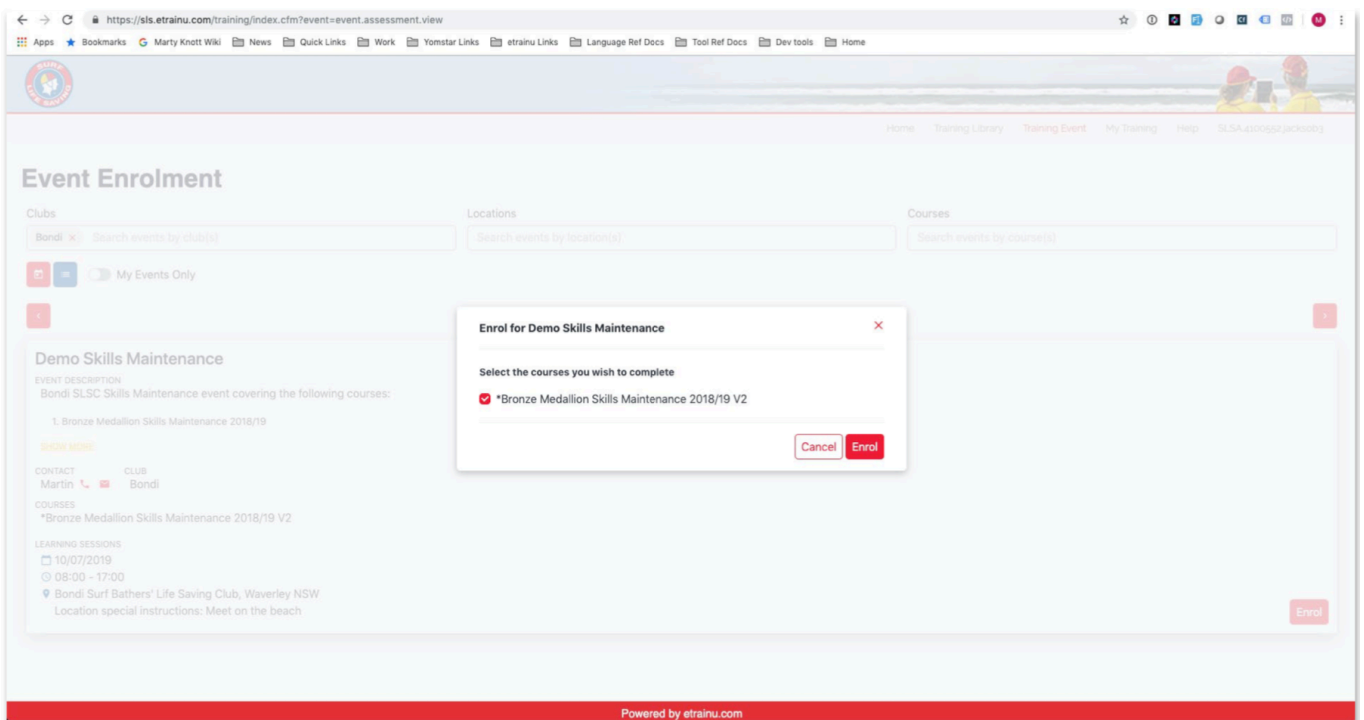 https://sls.etrainu.com/training/index.cfm?event=event.assessment.view
Apps Bookmarks Marty Knott Wiki News Quick Links Work Yomstar Links etrainu Links Language Ref Docs Tool Ref Docs Dev tools Home
SURF
LIFE SAVING
Home Training Library Training Event My Training Help
Event Enrolment
Clubs Locations Courses
Bondi × Search events by club(s) Search events by location(s) Search events by course(s)
My Events Only
Enrol for Demo Skills Maintenance
Select the courses you wish to complete
*Bronze Medallion Skills Maintenance 2018/19 V2
Cancel Enrol
Demo Skills Maintenance
EVENT DESCRIPTION
Bondi SLSC Skills Maintenance event covering the following courses:
1. Bronze Medallion Skills Maintenance 2018/19
SHOW MORE
CONTACT CLUB
Martin Bondi
COURSES
*Bronze Medallion Skills Maintenance 2018/19 V2
LEARNING SESSIONS
10/07/2019
08:00 - 17:00
Bondi Surf Bathers' Life Saving Club, Waverley NSW
Location special instructions: Meet on the beach
Enrol
Powered by etrainu.com